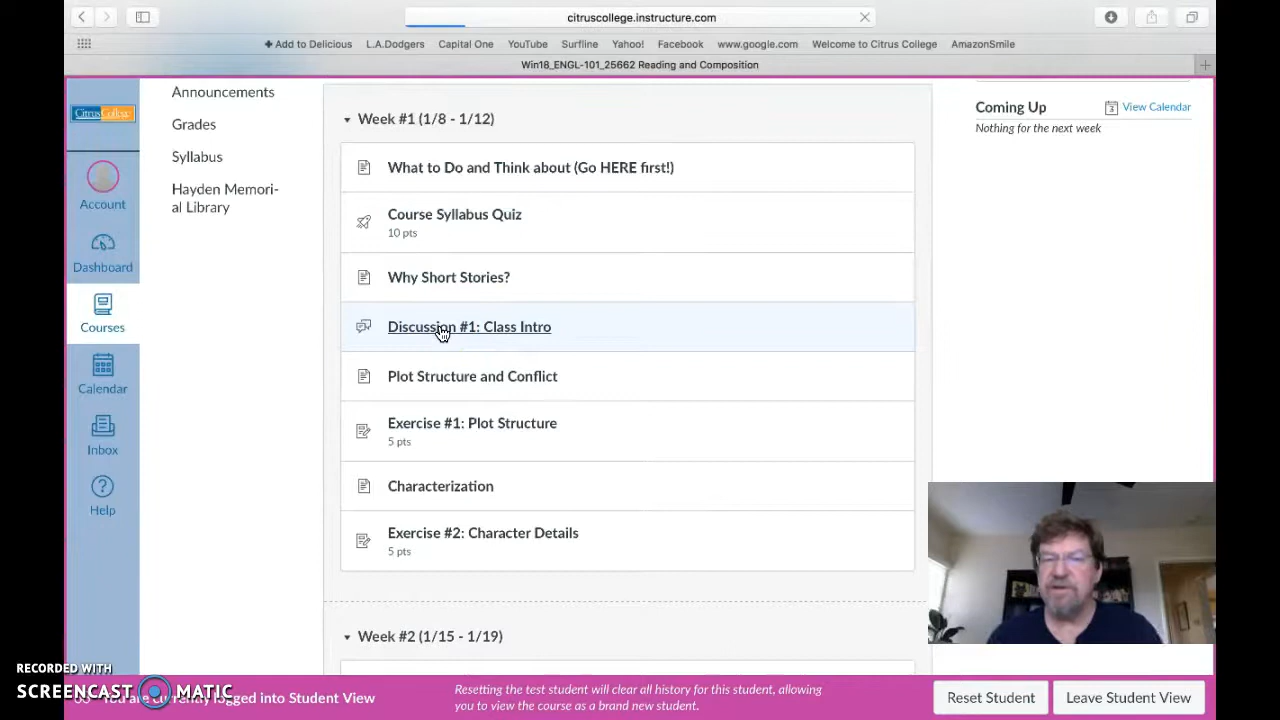 citruscollege.instructure.com
+ Add to Delicious L.A.Dodgers Capital One YouTube Surfline Yahoo! Facebook www.google.com Welcome to Citrus College AmazonSmile
Win18_ENGL-101_25662 Reading and Composition
CitrusCollege
Account
Dashboard
Courses
Calendar
Inbox
Help
Announcements
Grades
Syllabus
Hayden Memori-
al Library
Week #1 (1/8 - 1/12)
What to Do and Think about (Go HERE first!)
Course Syllabus Quiz
10 pts
Why Short Stories?
Discussion #1: Class Intro
Plot Structure and Conflict
Exercise #1: Plot Structure
5 pts
Characterization
Exercise #2: Character Details
5 pts
Week #2 (1/15 - 1/19)
Coming Up
3 View Calendar
Nothing for the next week
RECORDED WITH
SCREENCAST MATIC
You are currently logged into Student View
Resetting the test student will clear all history for this student, allowing
you to view the course as a brand new student.
Reset Student
Leave Student View